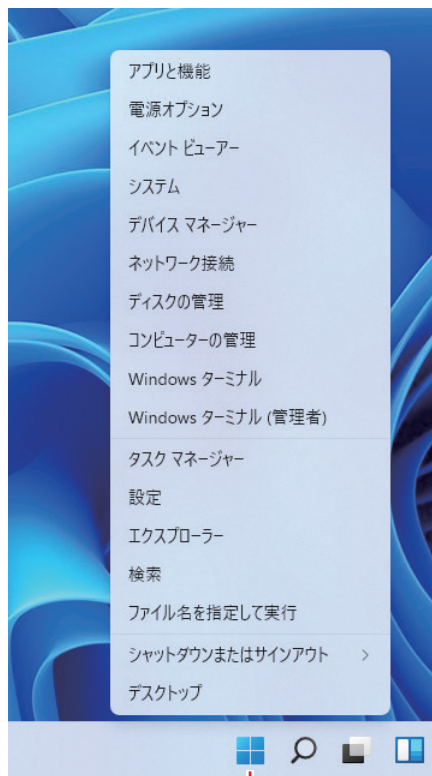 アプリと機能
電源オプション
イベント ビューアー
システム
デバイス マネージャー
ネットワーク接続
ディスクの管理
コンピューターの管理
Windows ターミナル
Windows ターミナル (管理者)
タスク マネージャー
設定
エクスプローラー
検索
ファイル名を指定して実行
シャットダウンまたはサインアウト
デスクトップ